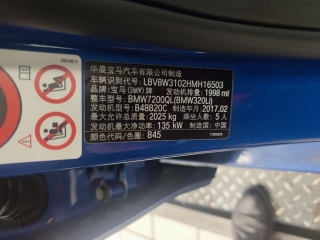 华晨宝马汽车有限公司制造
车辆识别代号: LBV8W3102HMH16503
品牌: 宝马(BMW)牌 发动机排量: 1998 ml
整车型号: BMW7200QL(BMW320Li)
发动机型号: B48B20C 制造年月: 2017.02
最大允许总质量: 2025 kg 乘坐人数: 5 人
发动机最大净功率: 135 kW 制造国: 中国
颜色代码/色圈: B45